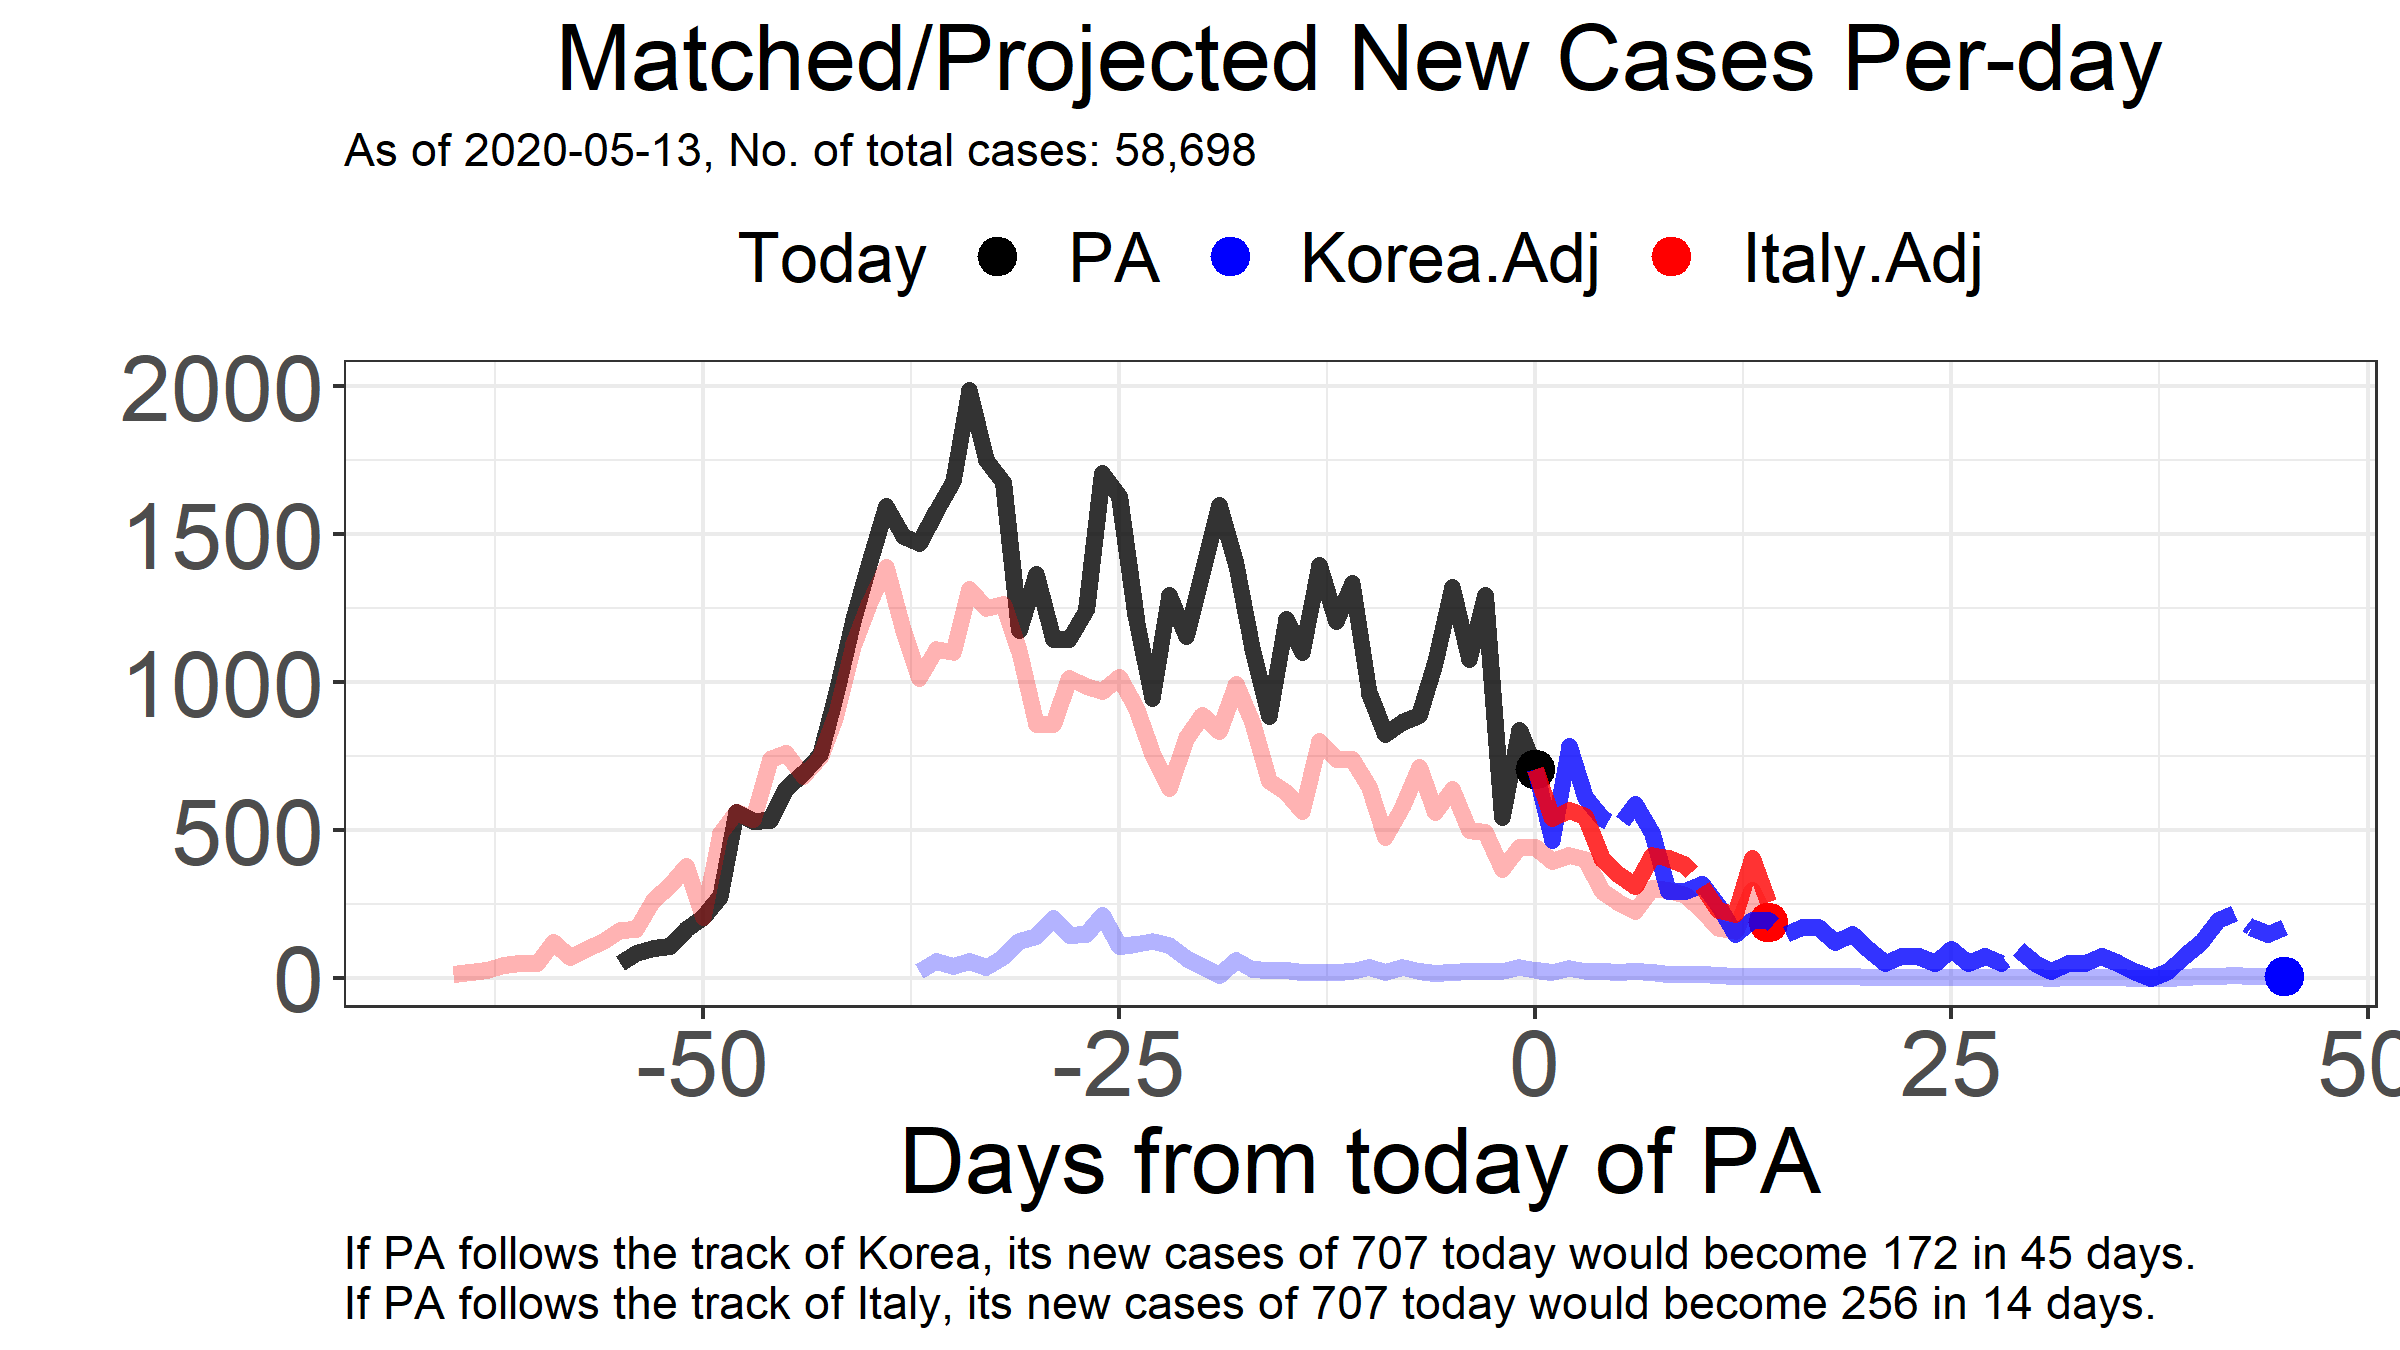 Matched/Projected New Cases Per-day
As of 2020-05-13, No. of total cases: 58,698
Today PA Korea.Adj Italy.Adj
2000
1500
1000
500
0
-50 -25 0 25 50
Days from today of PA
If PA follows the track of Korea, its new cases of 707 today would become 172 in 45 days.
If PA follows the track of Italy, its new cases of 707 today would become 256 in 14 days.